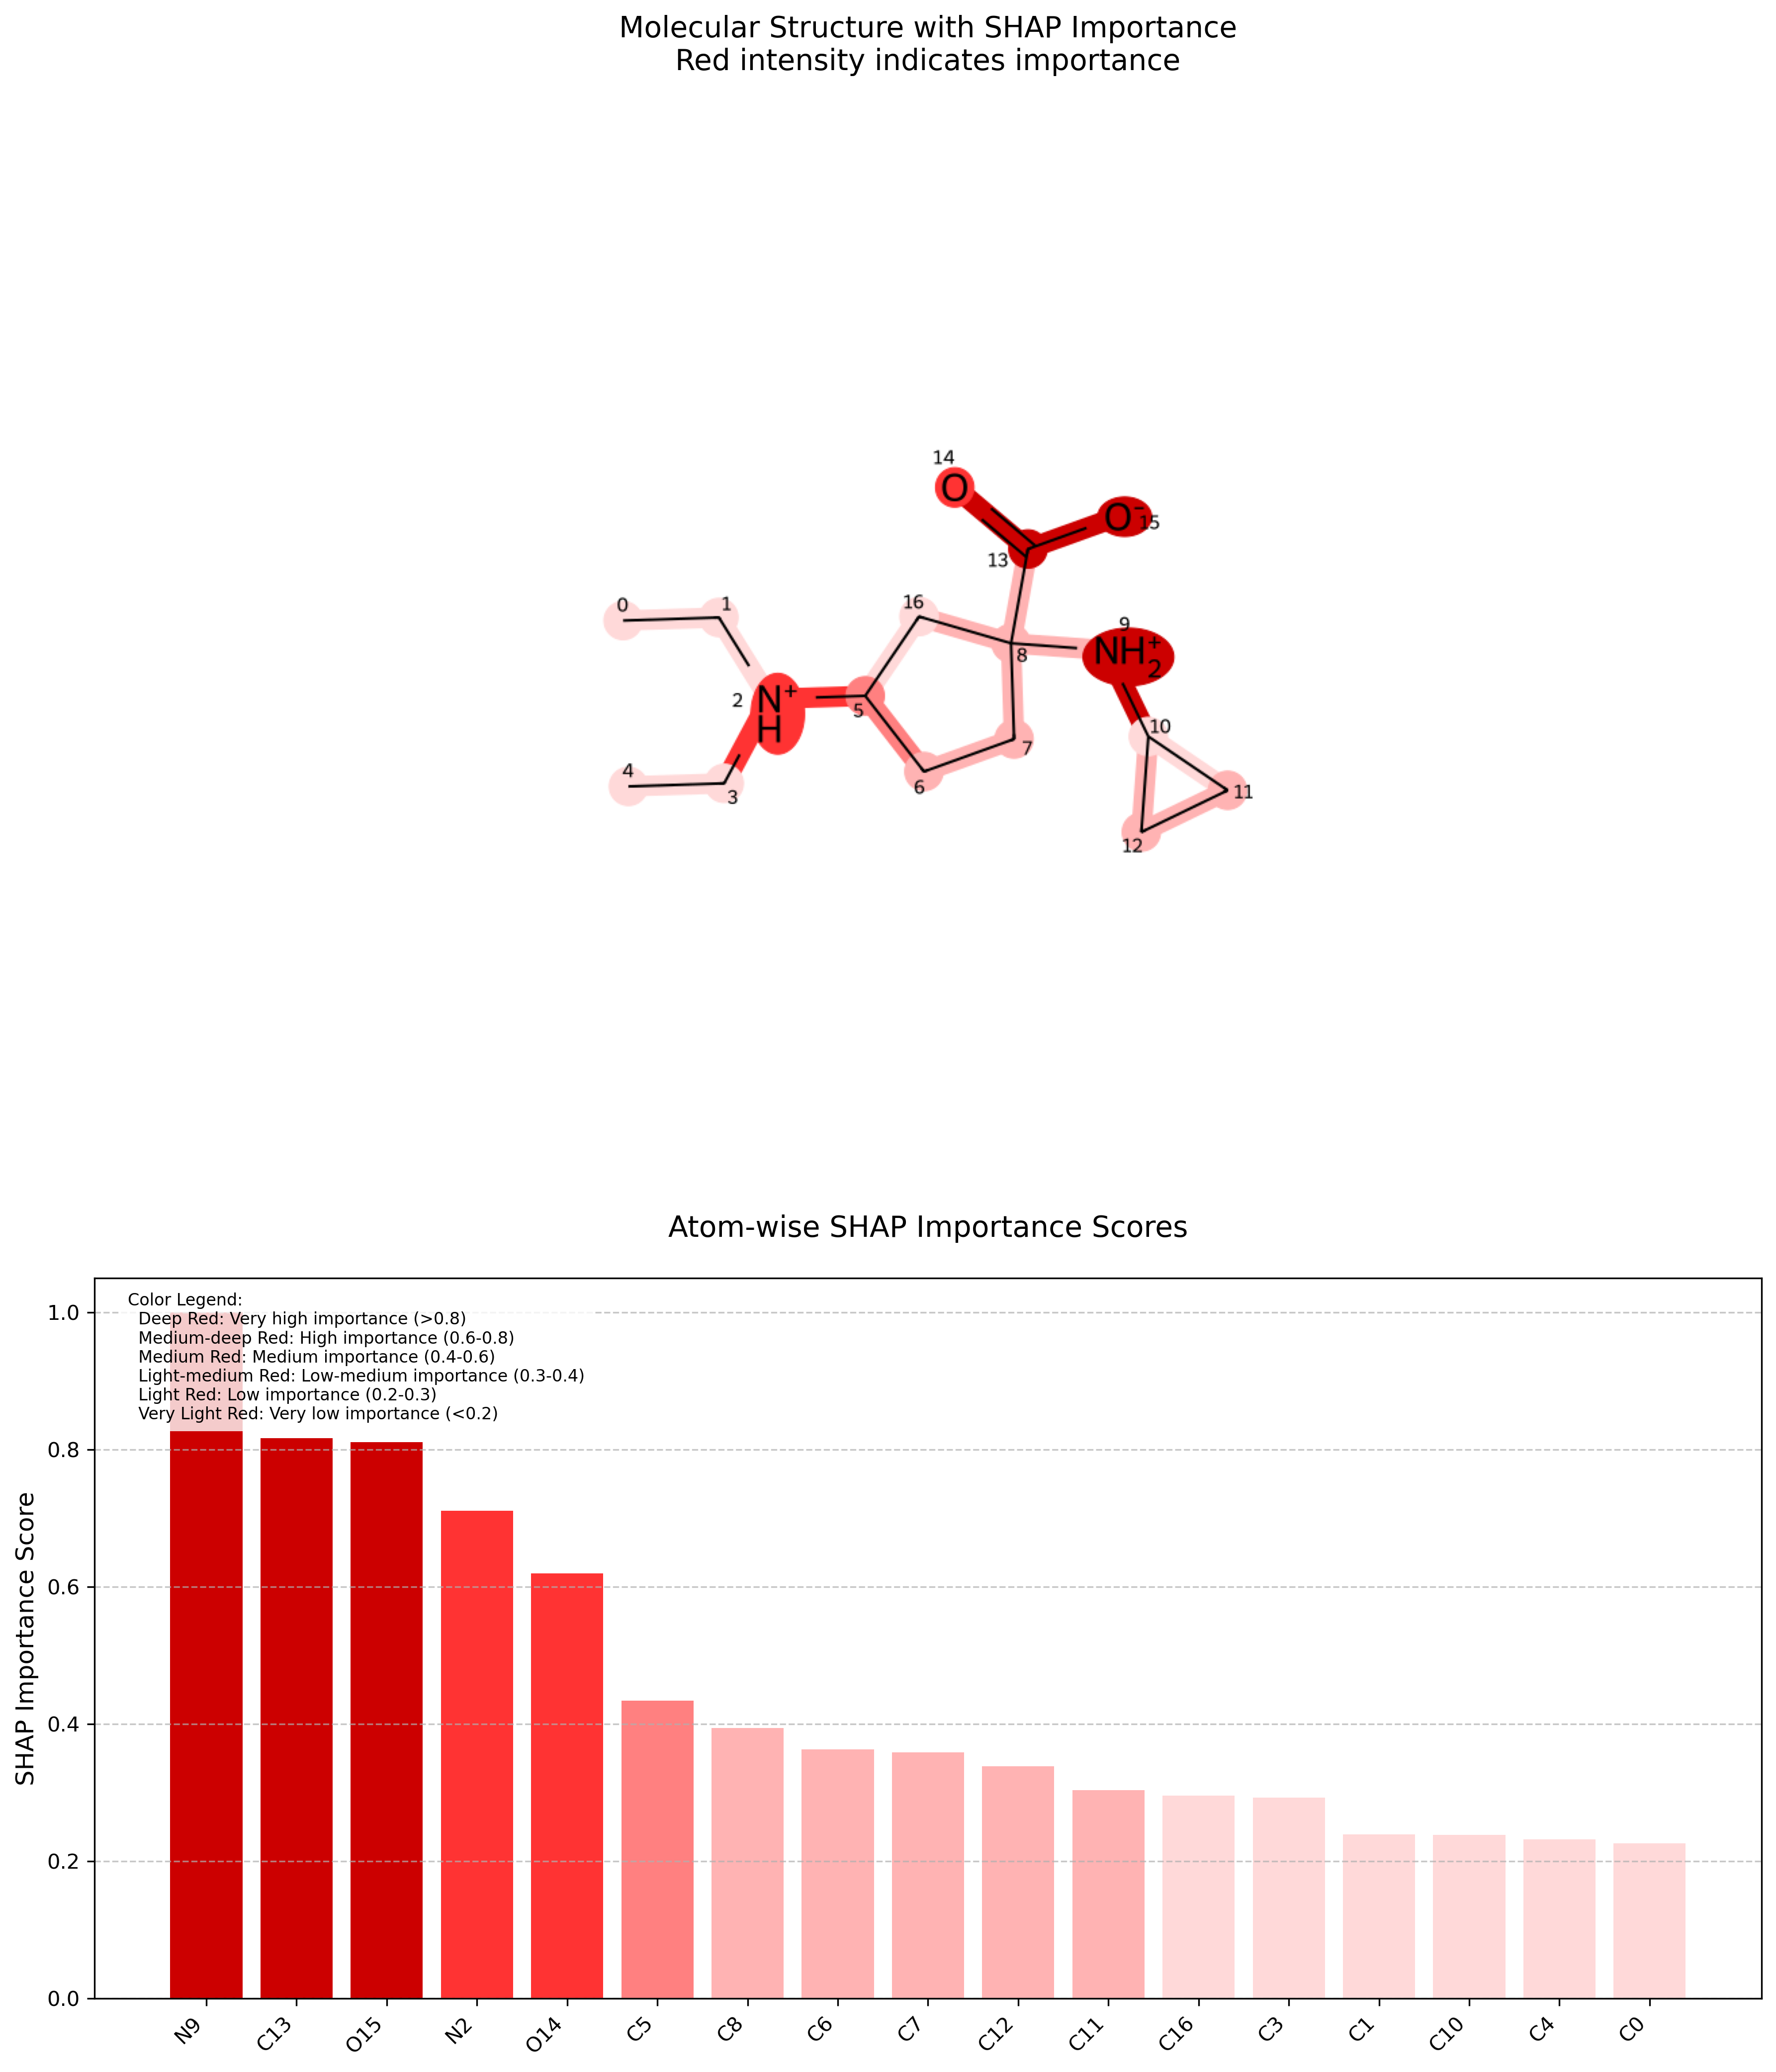 Molecular Structure with SHAP Importance
Red intensity indicates importance
14
O
O⁻
15
13
0
1
16
9
NH₂⁺
8
2
N⁺
H
5
10
7
4
3
6
11
12
Atom-wise SHAP Importance Scores
Color Legend:
Deep Red: Very high importance (>0.8)
Medium-deep Red: High importance (0.6-0.8)
Medium Red: Medium importance (0.4-0.6)
Light-medium Red: Low-medium importance (0.3-0.4)
Light Red: Low importance (0.2-0.3)
Very Light Red: Very low importance (<0.2)
SHAP Importance Score
1.0
0.8
0.6
0.4
0.2
0.0
N9 C13 O15 N2 O14 C5 C8 C6 C7 C12 C11 C16 C3 C1 C10 C4 C0